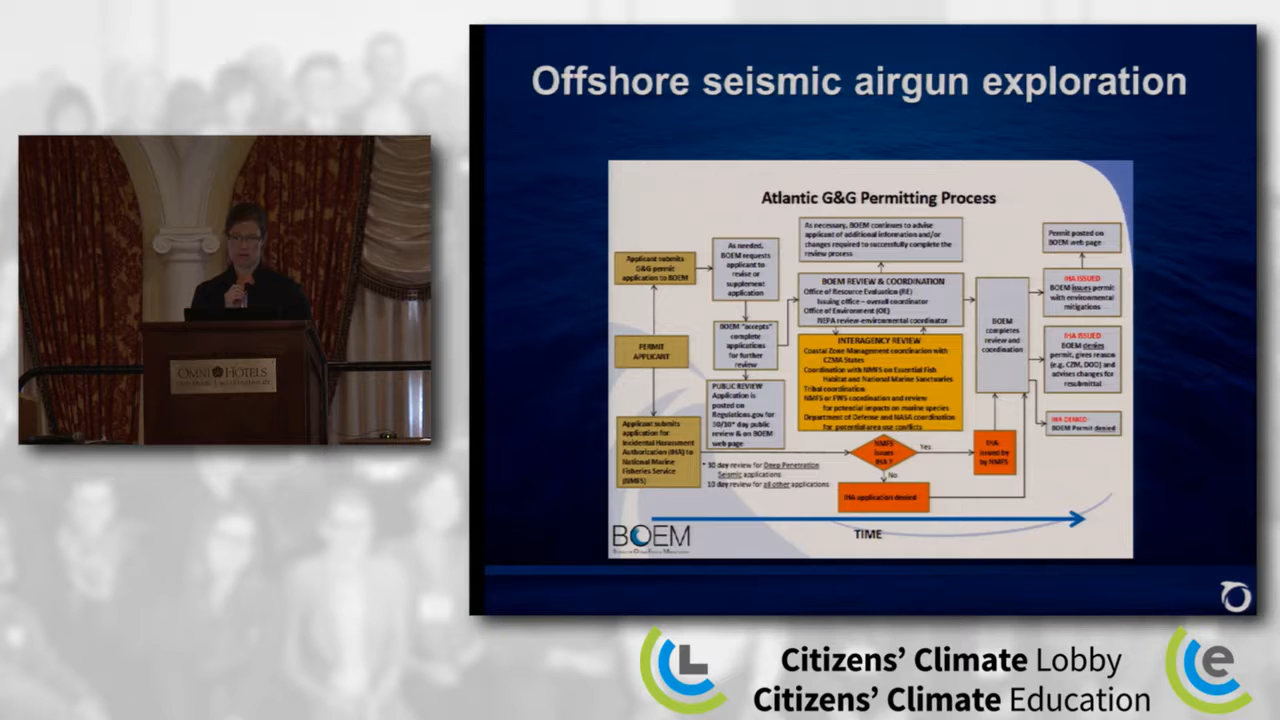 Offshore seismic airgun exploration
Atlantic G&G Permitting Process
Applicant submits
G&G permit
application to BOEM
PERMIT
APPLICANT
Applicant submits
application for
Incidental Harassment
Authorization (IHA) to
National Marine
Fisheries Service
(NMFS)
As needed,
BOEM requests
applicant to
revise or
supplement
application
BOEM "accepts"
complete
applications
for further
review
PUBLIC REVIEW
Application is
posted on
Regulations.gov for
30/10* day public
review & on BOEM
web page
* 30 day review for Deep Penetration
Seismic applications
10 day review for all other applications
As necessary, BOEM continues to advise
applicant of additional information and/or
changes required to successfully complete the
review process
BOEM REVIEW & COORDINATION
Office of Resource Evaluation (RE)
Issuing office – overall coordinator
Office of Environment (OE)
NEPA review-environmental coordinator
INTERAGENCY REVIEW
Coastal Zone Management coordination with
CZMA States
Coordination with NMFS on Essential Fish
Habitat and National Marine Sanctuaries
Tribal coordination
NMFS or FWS coordination and review
for potential impacts on marine species
Department of Defense and NASA coordination
for potential area use conflicts
NMFS
issues
IHA?
Yes
No
IHA application denied
IHA
issued by
by NMFS
BOEM
completes
review and
coordination
Permit posted on
BOEM web page
IHA ISSUED
BOEM issues permit
with environmental
mitigations
IHA ISSUED
BOEM denies
permit, gives reason
(e.g. CZM, DOD) and
advises changes for
resubmittal
IHA DENIED
BOEM Permit denied
TIME
BOEM
OMNI HOTELS
L
Citizens' Climate Lobby
Citizens' Climate Education
e